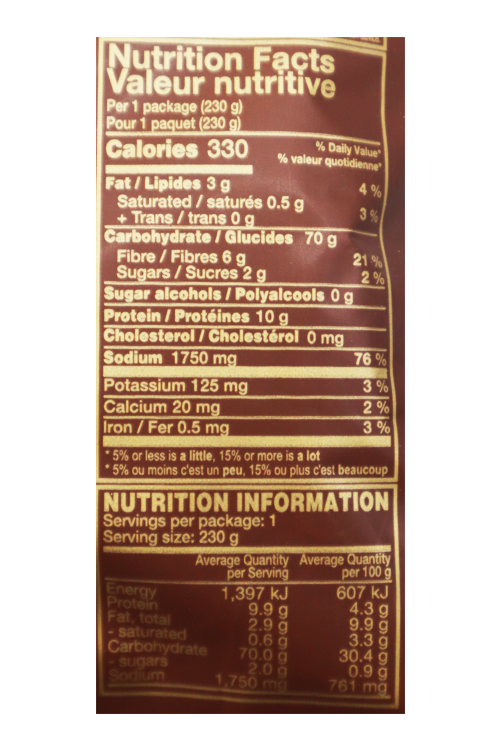 Nutrition Facts
Valeur nutritive
Per 1 package (230 g)
Pour 1 paquet (230 g)
Calories 330
% Daily Value*
% valeur quotidienne*
Fat / Lipides 3 g 4 %
Saturated / saturés 0.5 g
+ Trans / trans 0 g 3 %
Carbohydrate / Glucides 70 g
Fibre / Fibres 6 g 21 %
Sugars / Sucres 2 g 2 %
Sugar alcohols / Polyalcools 0 g
Protein / Protéines 10 g
Cholesterol / Cholestérol 0 mg
Sodium 1750 mg 76 %
Potassium 125 mg 3 %
Calcium 20 mg 2 %
Iron / Fer 0.5 mg 3 %
* 5% or less is a little, 15% or more is a lot
* 5% ou moins c'est un peu, 15% ou plus c'est beaucoup
NUTRITION INFORMATION
Servings per package: 1
Serving size: 230 g
Average Quantity Average Quantity
per Serving per 100 g
Energy 1,397 kJ 607 kJ
Protein 9.9 g 4.3 g
Fat, total 2.9 g 9.9 g
- saturated 0.6 g 3.3 g
Carbohydrate 70.0 g 30.4 g
- sugars 2.0 g 0.9 g
Sodium 1,750 mg 761 mg